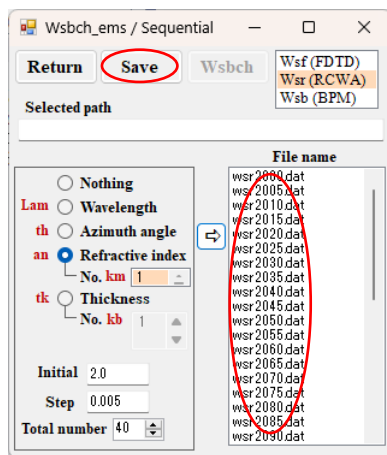 Wsbch_ems / Sequential
Return Save Wsbch
Wsf (FDTD)
Wsr (RCWA)
Wsb (BPM)
Selected path
File name
Nothing
Lam Wavelength
th Azimuth angle
an Refractive index
No. km 1
tk Thickness
No. kb 1
Initial 2.0
Step 0.005
Total number 40
wsr2000.dat
wsr2005.dat
wsr2010.dat
wsr2015.dat
wsr2020.dat
wsr2025.dat
wsr2030.dat
wsr2035.dat
wsr2040.dat
wsr2045.dat
wsr2050.dat
wsr2055.dat
wsr2060.dat
wsr2065.dat
wsr2070.dat
wsr2075.dat
wsr2080.dat
wsr2085.dat
wsr2090.dat